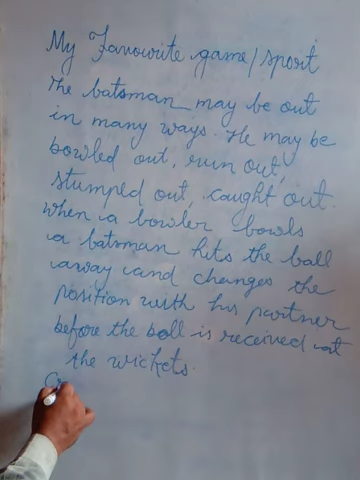 My Favowrite game/sport
The batsman may be out
in many ways. He may be
bowled out, run out,
stumped out, caught out.
when a bowler bowls
a batsman hits the ball
away and changes the
position with his partner
before the ball is received at
the wickets.